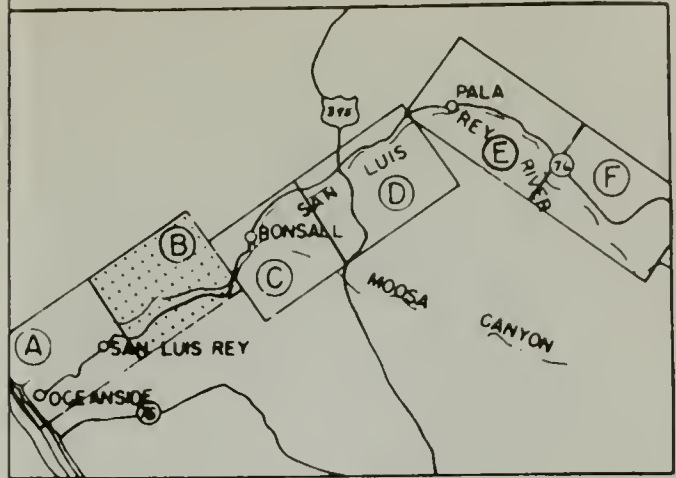 395
PALA
REY RIVER
E
76
F
SAN LUIS
D
B
BONSALL
C
MOOSA
CANYON
A
SAN LUIS REY
OCEANSIDE